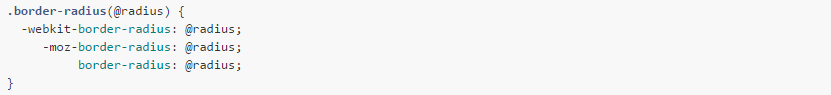 .border-radius(@radius) {
  -webkit-border-radius: @radius;
     -moz-border-radius: @radius;
          border-radius: @radius;
}